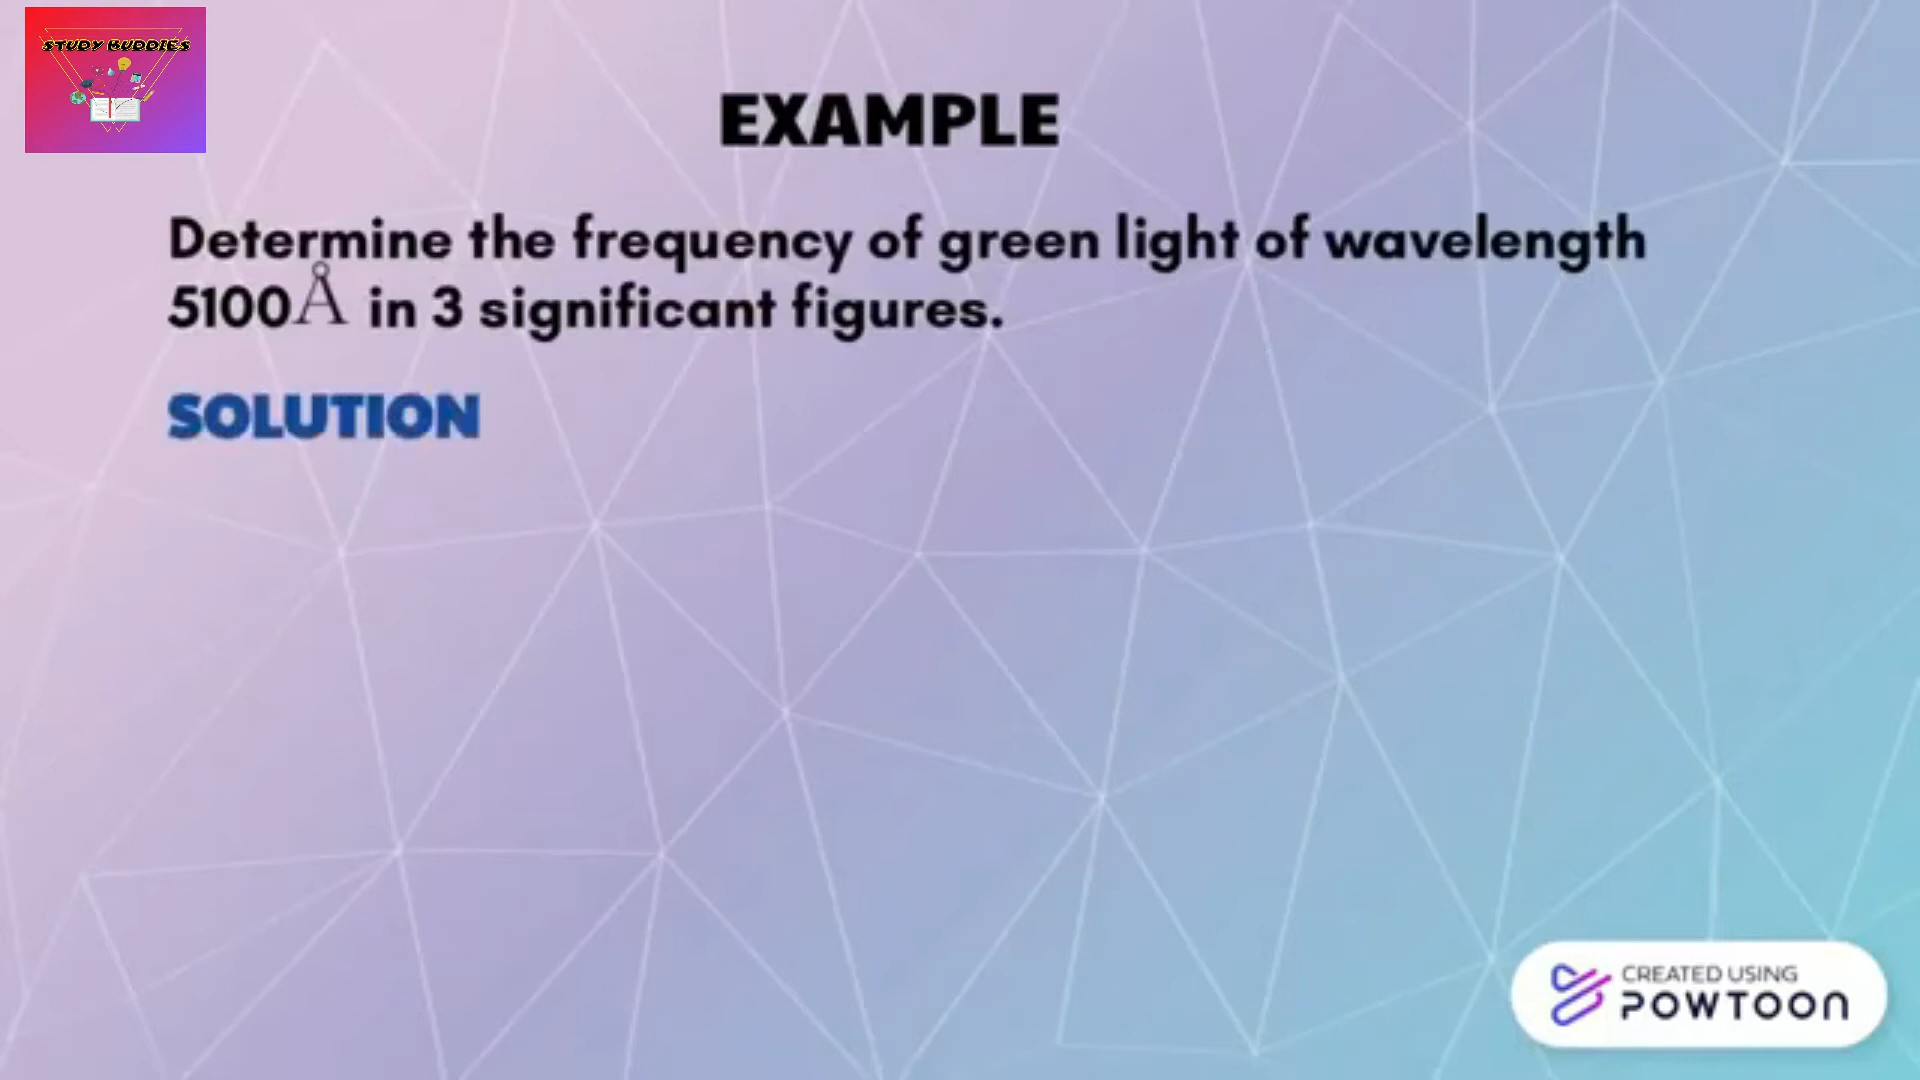 STUDY BUDDIES
EXAMPLE
Determine the frequency of green light of wavelength
5100Å in 3 significant figures.
SOLUTION
CREATED USING
POWTOON